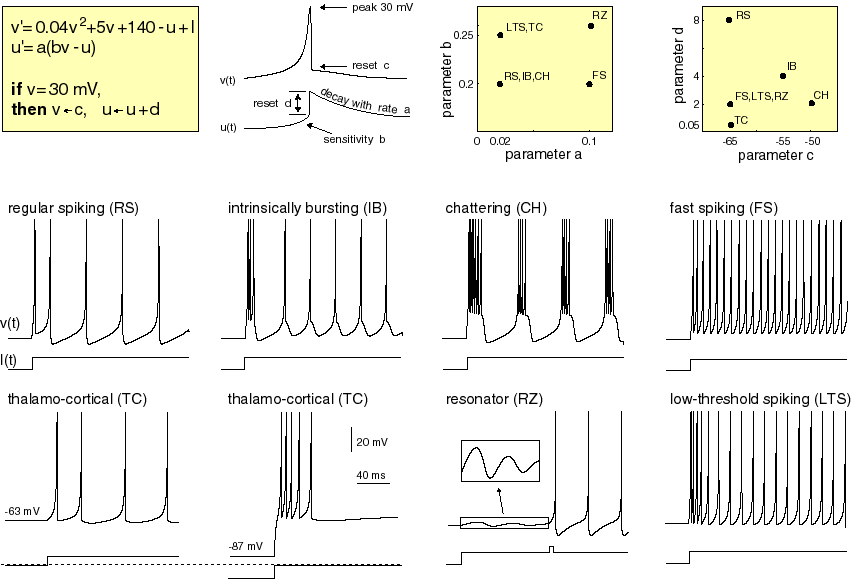 v'= 0.04v²+5v +140 - u + I
u'= a(bv - u)
if v = 30 mV,
then v←c, u←u+d
peak 30 mV
reset c
v(t)
reset d
decay with rate a
u(t)
sensitivity b
parameter b
0.25
0.2
LTS,TC
RZ
RS,IB,CH
FS
0 0.02 0.1
parameter a
parameter d
8
4
2
0.05
RS
IB
FS,LTS,RZ
CH
TC
-65 -55 -50
parameter c
regular spiking (RS)
intrinsically bursting (IB)
chattering (CH)
fast spiking (FS)
v(t)
I(t)
thalamo-cortical (TC)
thalamo-cortical (TC)
resonator (RZ)
low-threshold spiking (LTS)
-63 mV
20 mV
40 ms
-87 mV